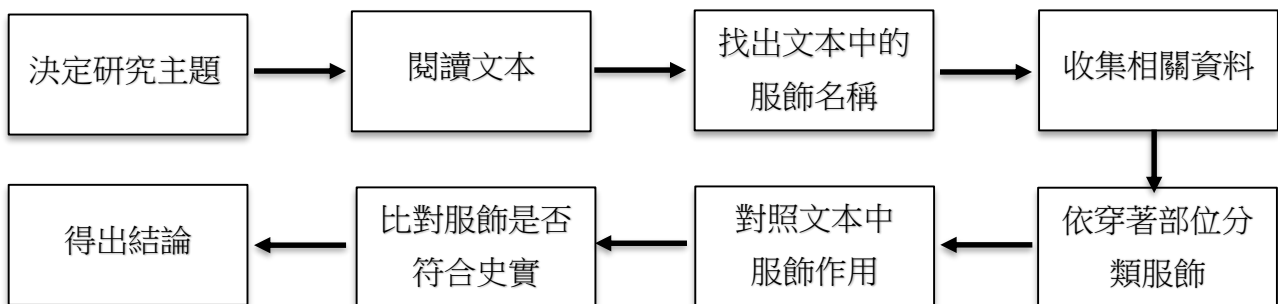 決定研究主題
閱讀文本
找出文本中的
服飾名稱
收集相關資料
依穿著部位分
類服飾
對照文本中
服飾作用
比對服飾是否
符合史實
得出結論